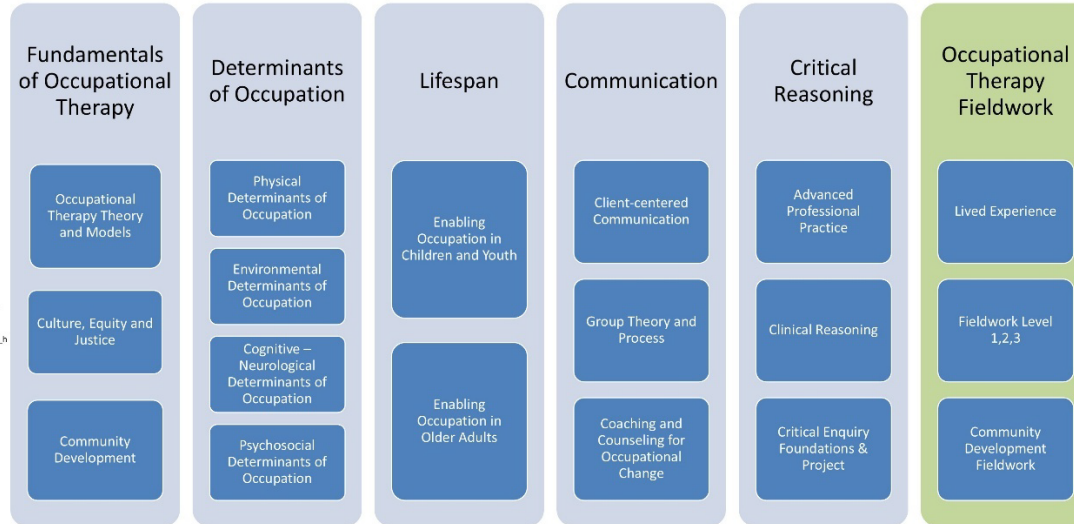 Fundamentals
of Occupational
Therapy
Occupational
Therapy Theory
and Models
Culture, Equity and
Justice
Community
Development
Determinants
of Occupation
Physical
Determinants of
Occupation
Environmental
Determinants of
Occupation
Cognitive –
Neurological
Determinants of
Occupation
Psychosocial
Determinants of
Occupation
Lifespan
Enabling
Occupation in
Children and Youth
Enabling
Occupation in
Older Adults
Communication
Client-centered
Communication
Group Theory and
Process
Coaching and
Counseling for
Occupational
Change
Critical
Reasoning
Advanced
Professional
Practice
Clinical Reasoning
Critical Enquiry
Foundations &
Project
Occupational
Therapy
Fieldwork
Lived Experience
Fieldwork Level
1,2,3
Community
Development
Fieldwork